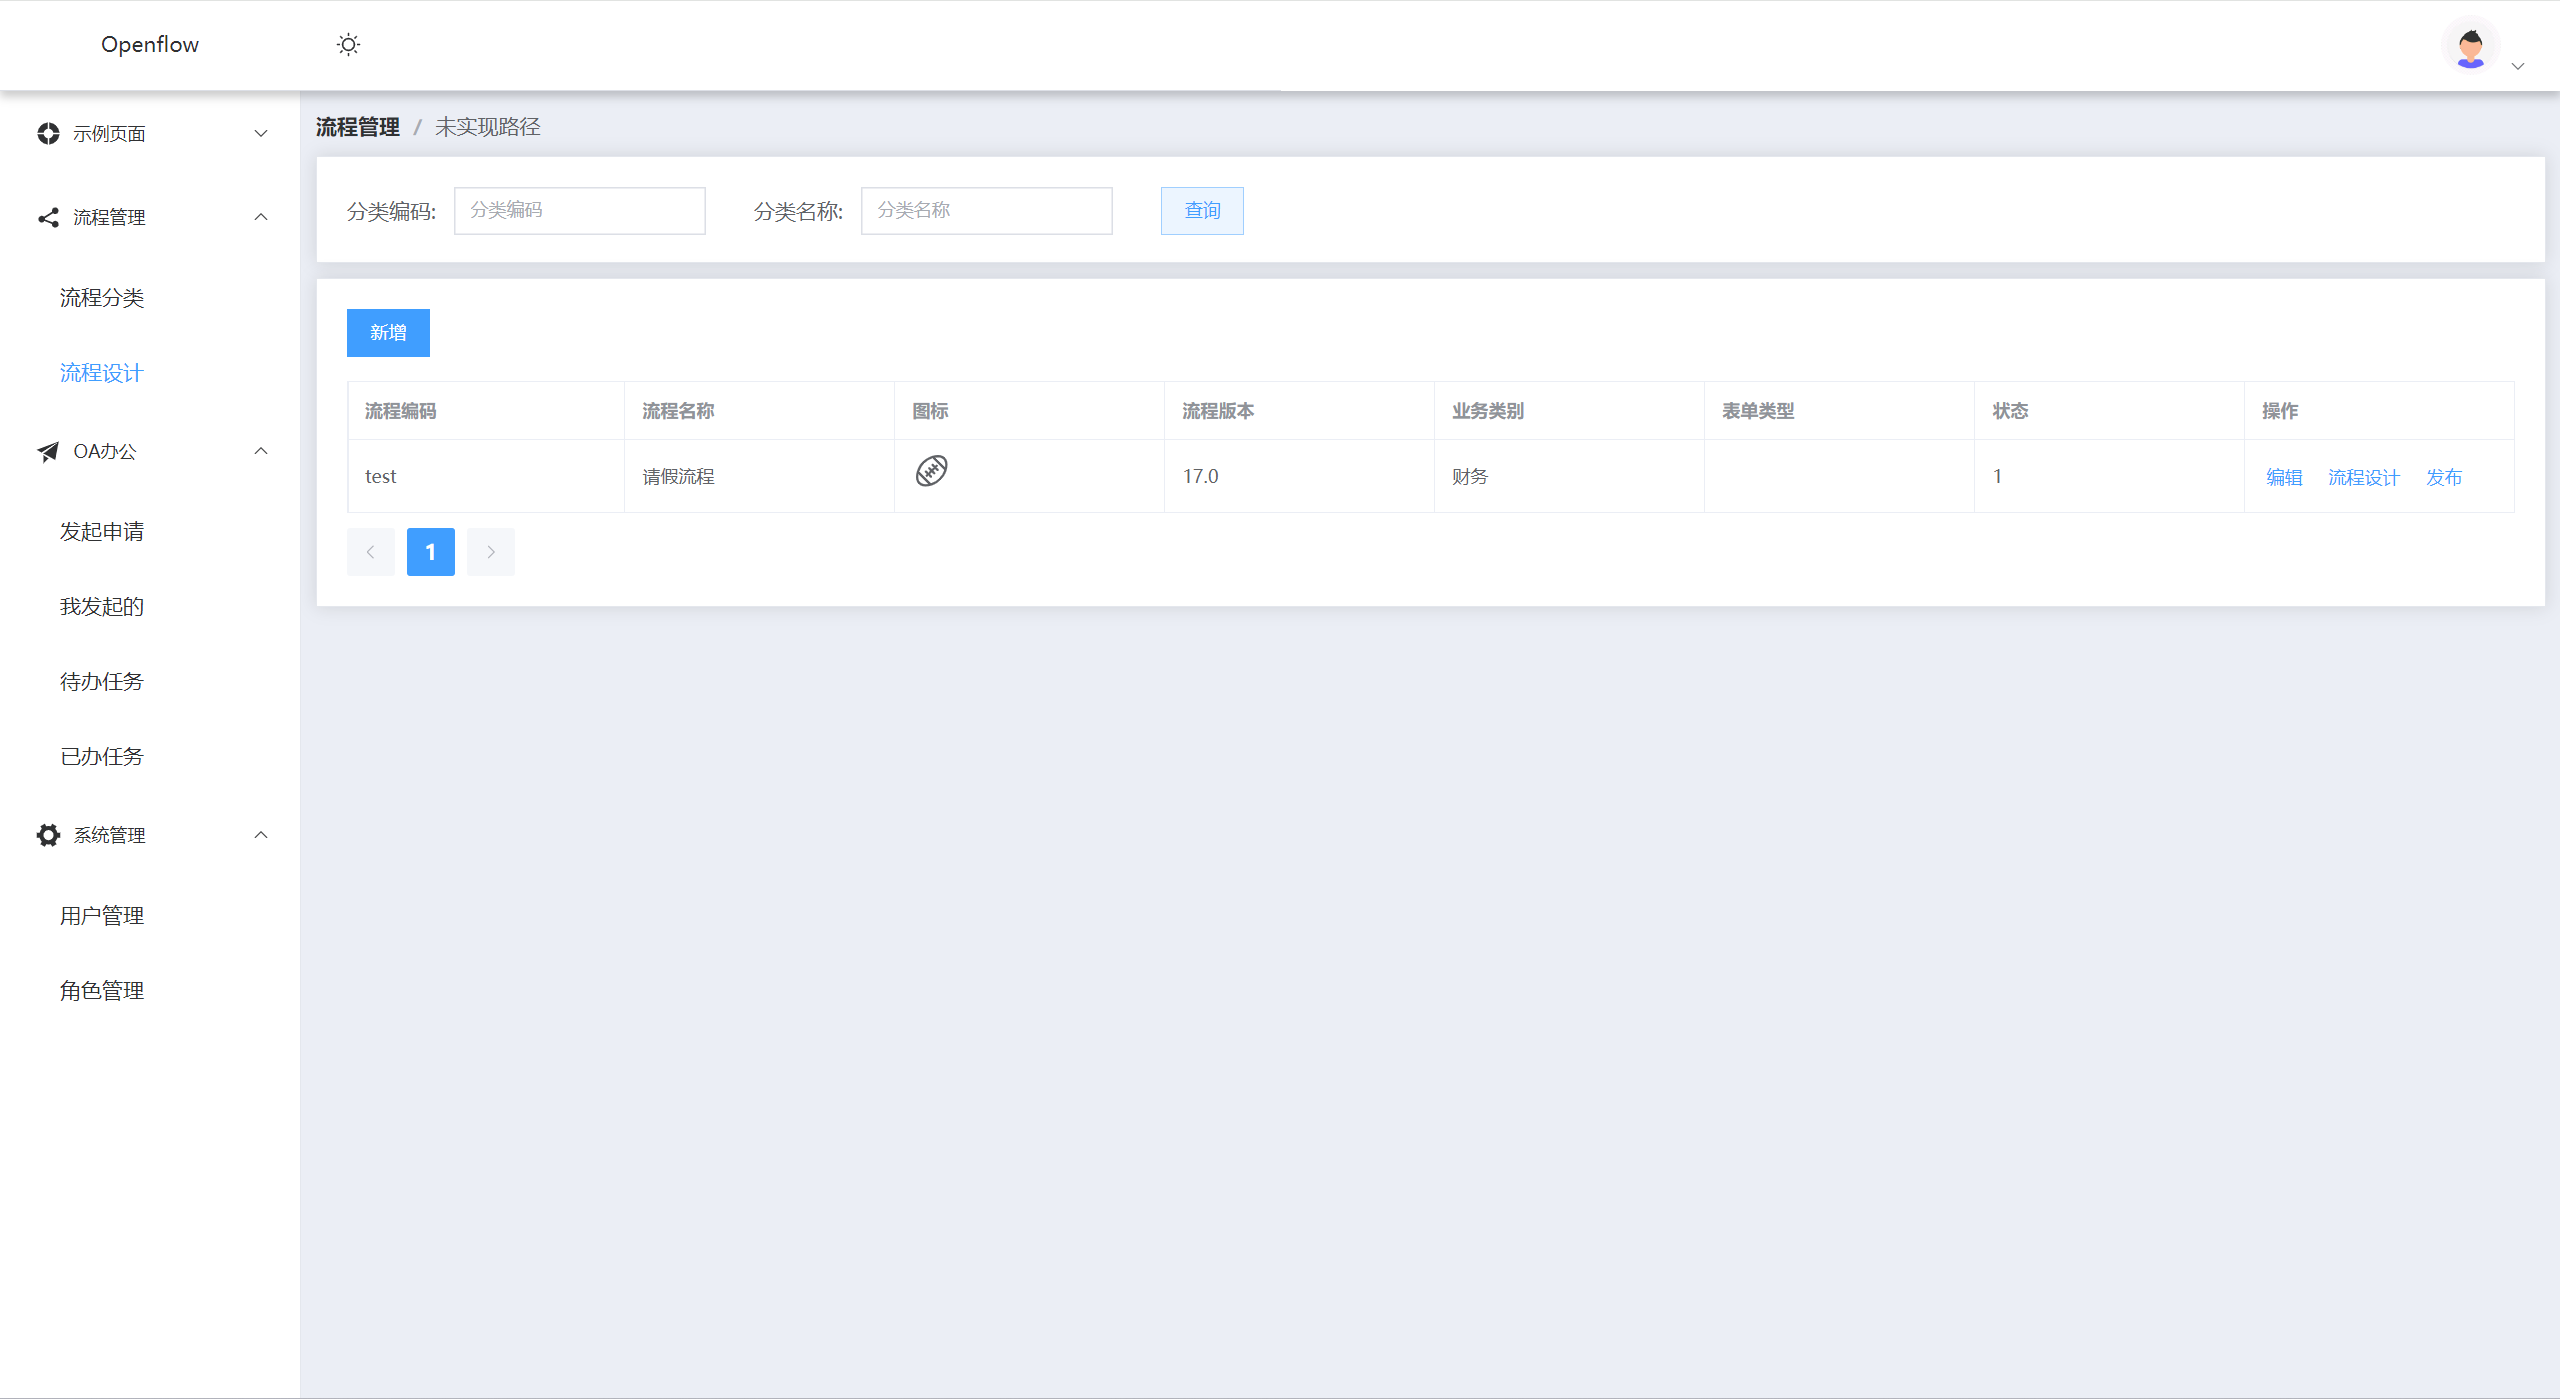 Openflow
示例页面
流程管理
流程分类
流程设计
OA办公
发起申请
我发起的
待办任务
已办任务
系统管理
用户管理
角色管理
流程管理 / 未实现路径
分类编码: 分类编码 分类名称: 分类名称 查询
新增
流程编码 流程名称 图标 流程版本 业务类别 表单类型 状态 操作
test 请假流程 17.0 财务 1 编辑 流程设计 发布
1